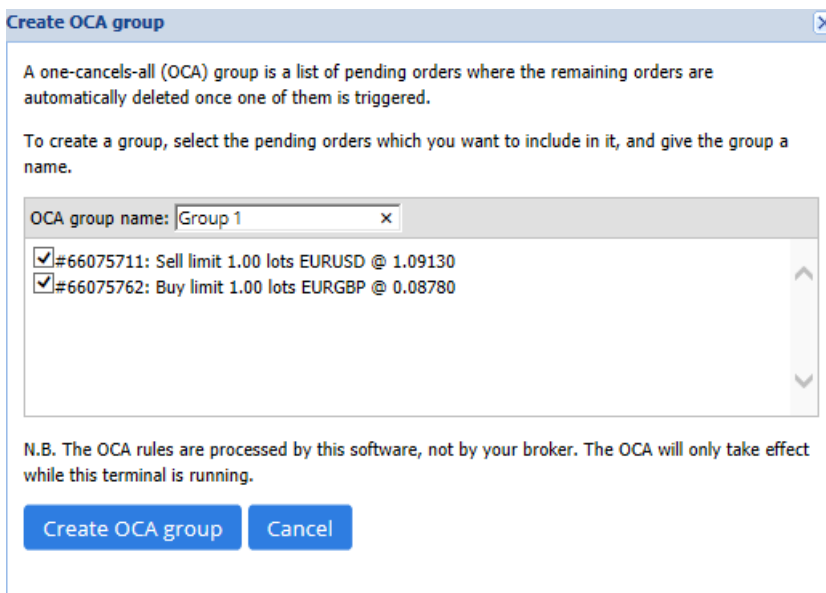 Create OCA group
A one-cancels-all (OCA) group is a list of pending orders where the remaining orders are
automatically deleted once one of them is triggered.
To create a group, select the pending orders which you want to include in it, and give the group a
name.
OCA group name: Group 1
#66075711: Sell limit 1.00 lots EURUSD @ 1.09130
#66075762: Buy limit 1.00 lots EURGBP @ 0.08780
N.B. The OCA rules are processed by this software, not by your broker. The OCA will only take effect
while this terminal is running.
Create OCA group Cancel